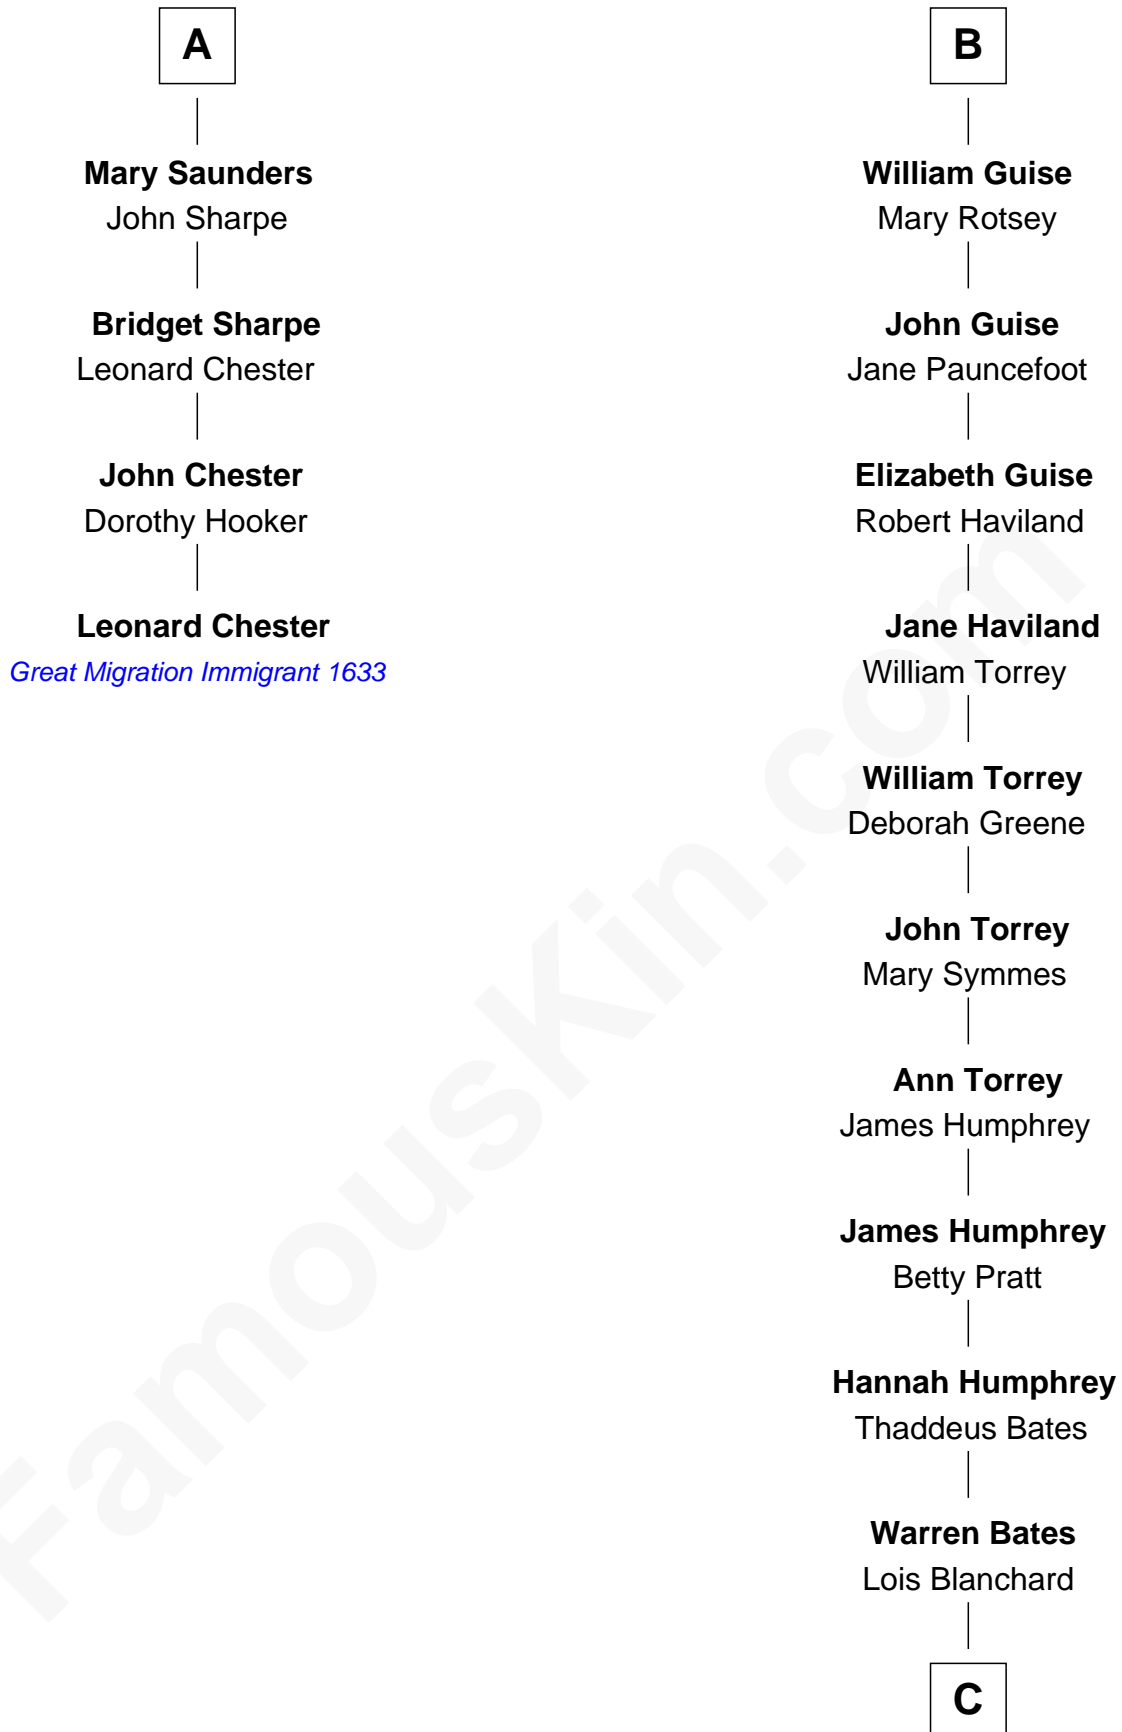 A
Mary Saunders
John Sharpe
Bridget Sharpe
Leonard Chester
John Chester
Dorothy Hooker
Leonard Chester
Great Migration Immigrant 1633
B
William Guise
Mary Rotsey
John Guise
Jane Pauncefoot
Elizabeth Guise
Robert Haviland
Jane Haviland
William Torrey
William Torrey
Deborah Greene
John Torrey
Mary Symmes
Ann Torrey
James Humphrey
James Humphrey
Betty Pratt
Hannah Humphrey
Thaddeus Bates
Warren Bates
Lois Blanchard
C
FamousKin.com